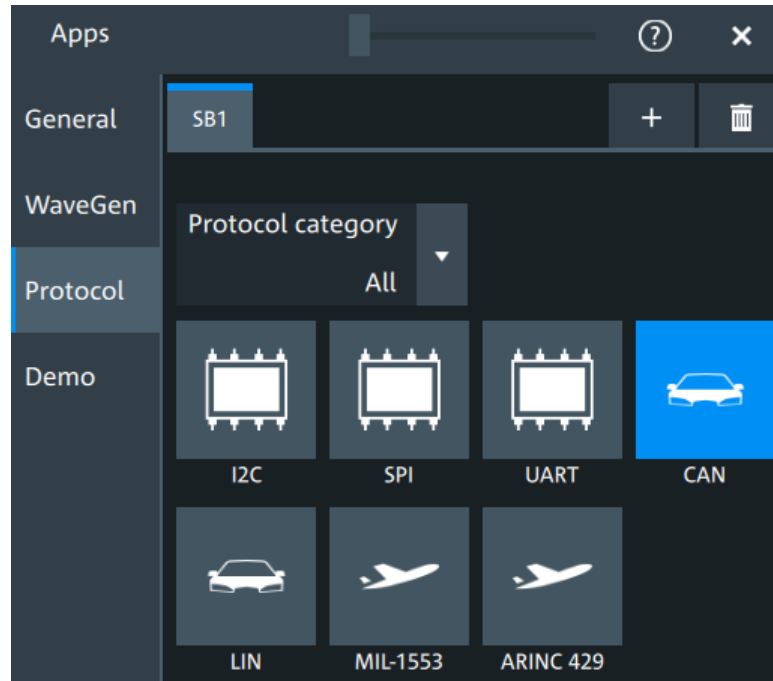 Apps
?
×
General
SB1
+
WaveGen
Protocol category
All
Protocol
Demo
I2C
SPI
UART
CAN
LIN
MIL-1553
ARINC 429